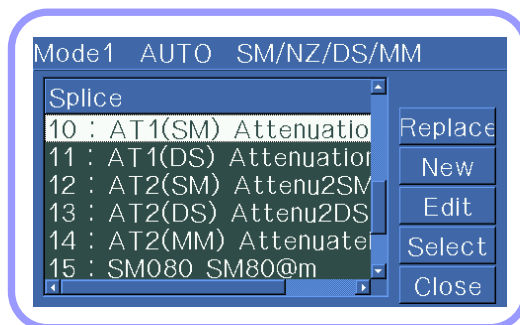 Mode1 AUTO SM/NZ/DS/MM
Splice
10 : AT1(SM) Attenuatio
11 : AT1(DS) Attenuation
12 : AT2(SM) Attenu2SM
13 : AT2(DS) Attenu2DS
14 : AT2(MM) Attenuate
15 : SM080 SM80@m
Replace
New
Edit
Select
Close